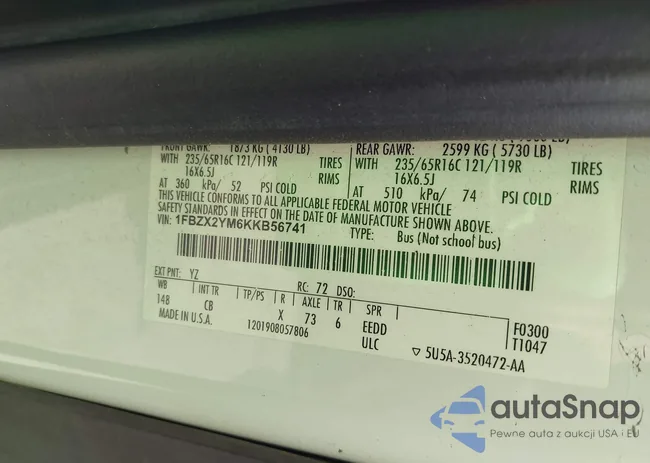 FRONT GAWR: 1873 KG ( 4130 LB) REAR GAWR: 2599 KG ( 5730 LB)
WITH 235/65R16C 121/119R TIRES WITH 235/65R16C 121/119R TIRES
16X6.5J RIMS 16X6.5J RIMS
AT 360 kPa/ 52 PSI COLD AT 510 kPa/ 74 PSI COLD
THIS VEHICLE CONFORMS TO ALL APPLICABLE FEDERAL MOTOR VEHICLE
SAFETY STANDARDS IN EFFECT ON THE DATE OF MANUFACTURE SHOWN ABOVE.
VIN: 1FBZX2YM6KKB56741 TYPE: Bus (Not school bus)
EXT PNT: YZ RC: 72 DSO:
WB INT TR TP/PS R AXLE TR SPR
148 CB X 73 6 EEDD F0300
MADE IN U.S.A. 1201908057806 ULC T1047
▽ 5U5A-3520472-AA
autaSnap
Pewne auta z aukcji USA i EU